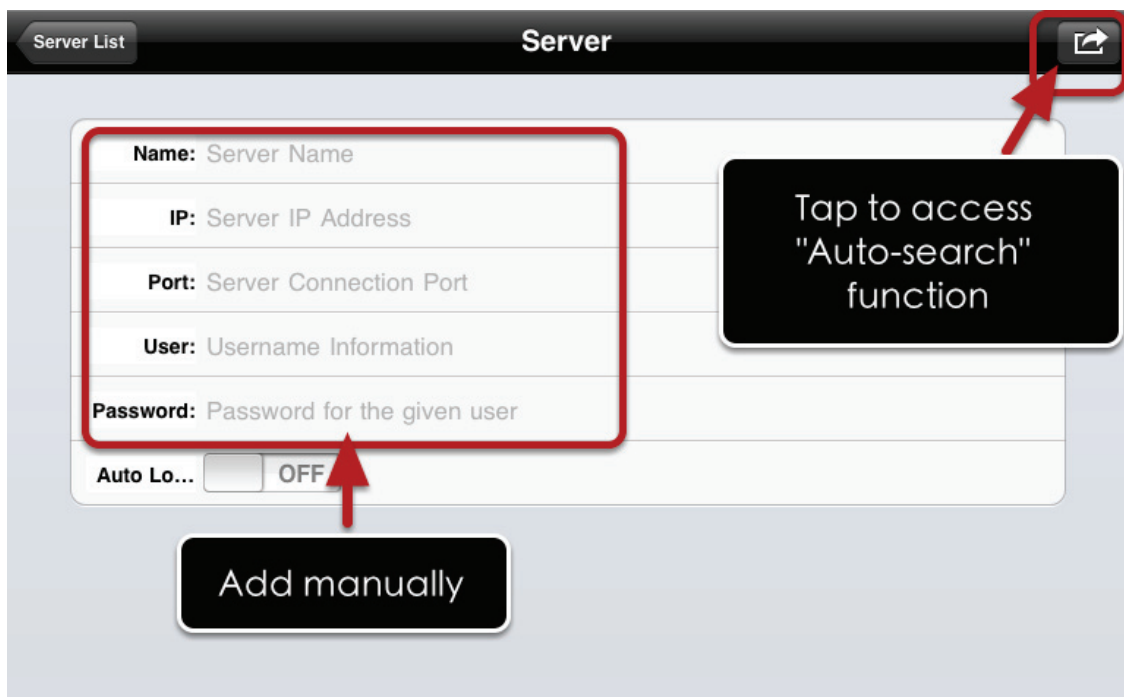 Server List
Server
Name: Server Name
IP: Server IP Address
Port: Server Connection Port
User: Username Information
Password: Password for the given user
Auto Lo... OFF
Tap to access
"Auto-search"
function
Add manually